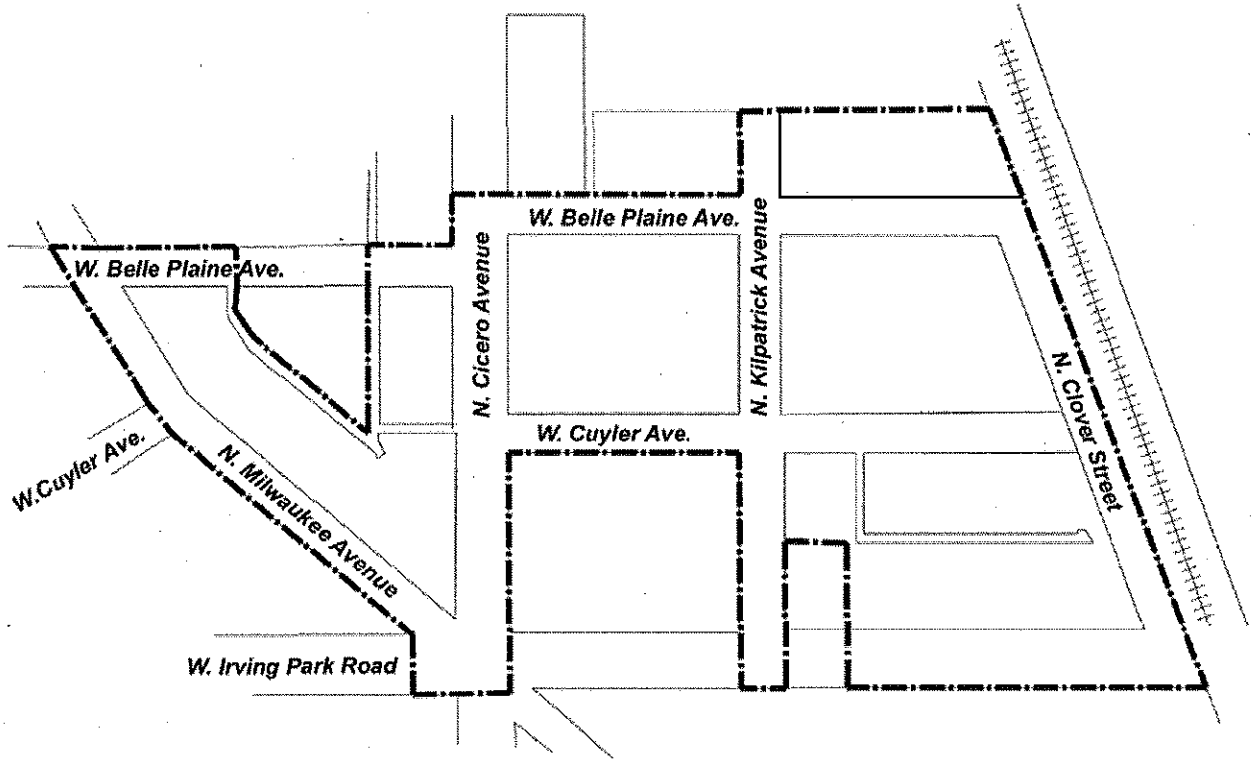 W. Belle Plaine Ave.
W. Belle Plaine Ave.
N. Cicero Avenue
N. Kilpatrick Avenue
N. Clover Street
W. Cuyler Ave.
W.Cuyler Ave.
N. Milwaukee Avenue
W. Irving Park Road